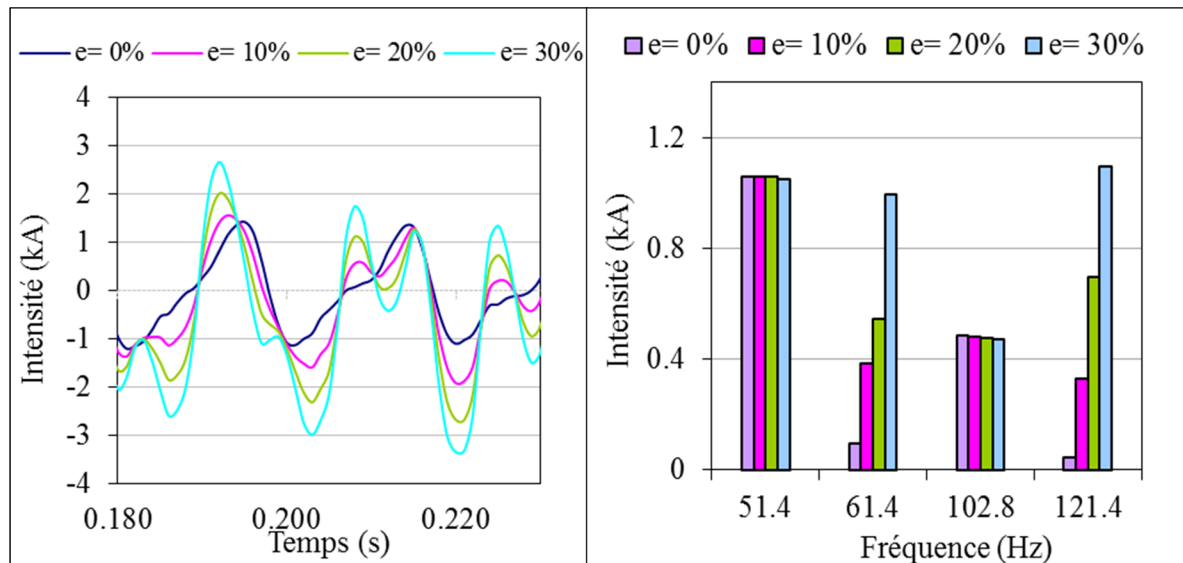 e= 0% e= 10% e= 20% e= 30%
4
3
2
1
0
-1
-2
-3
-4
Intensité (kA)
0.180 0.200 0.220
Temps (s)
e= 0% e= 10% e= 20% e= 30%
1.2
0.8
0.4
0
Intensité (kA)
51.4 61.4 102.8 121.4
Fréquence (Hz)